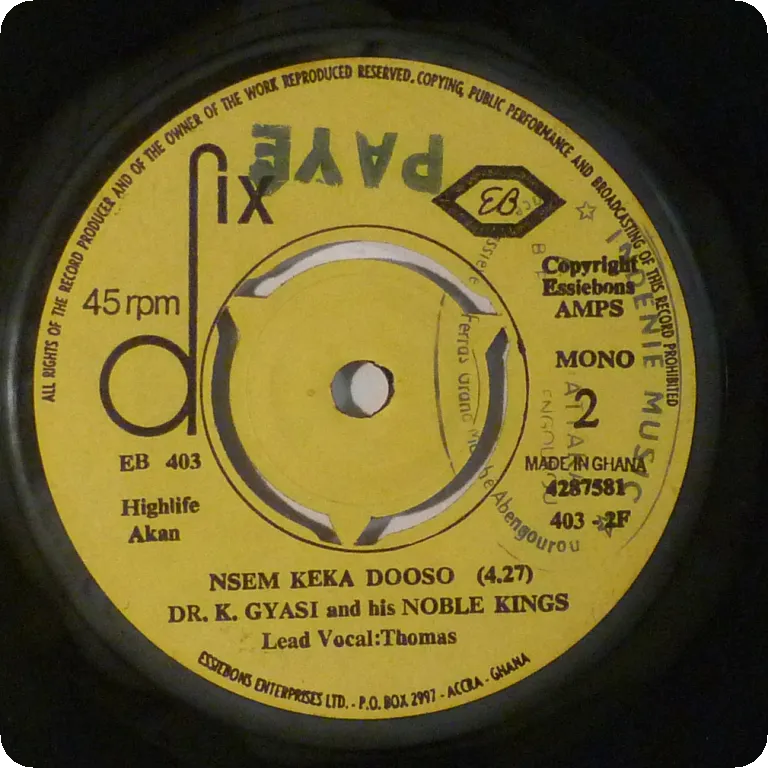 ALL RIGHTS OF THE RECORD PRODUCER AND OF THE OWNER OF THE WORK REPRODUCED RESERVED. COPYING, PUBLIC PERFORMANCE AND BROADCASTING OF THIS RECORD PROHIBITED
PAYE
dix
EB
45 rpm
Copyright
Essiebons
AMPS
MONO
2
EB 403
MADE IN GHANA
4287581
403 - 2F
Highlife
Akan
INDENIE MUSIC
Abengourou
NSEM KEKA DOOSO (4.27)
DR. K. GYASI and his NOBLE KINGS
Lead Vocal:Thomas
ESSIEBONS ENTERPRISES LTD. - P.O. BOX 2997 - ACCRA - GHANA